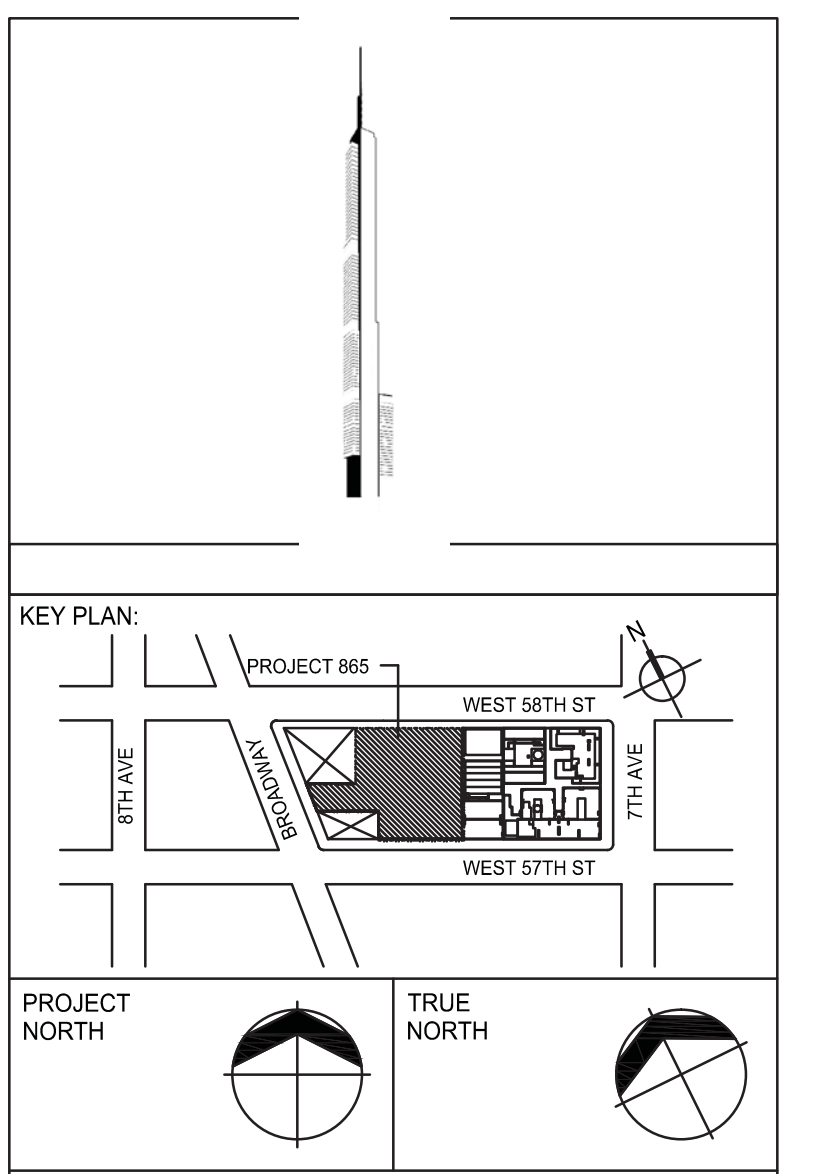 KEY PLAN:
N
PROJECT 865
WEST 58TH ST
8TH AVE
BROADWAY
7TH AVE
WEST 57TH ST
PROJECT
NORTH
TRUE
NORTH